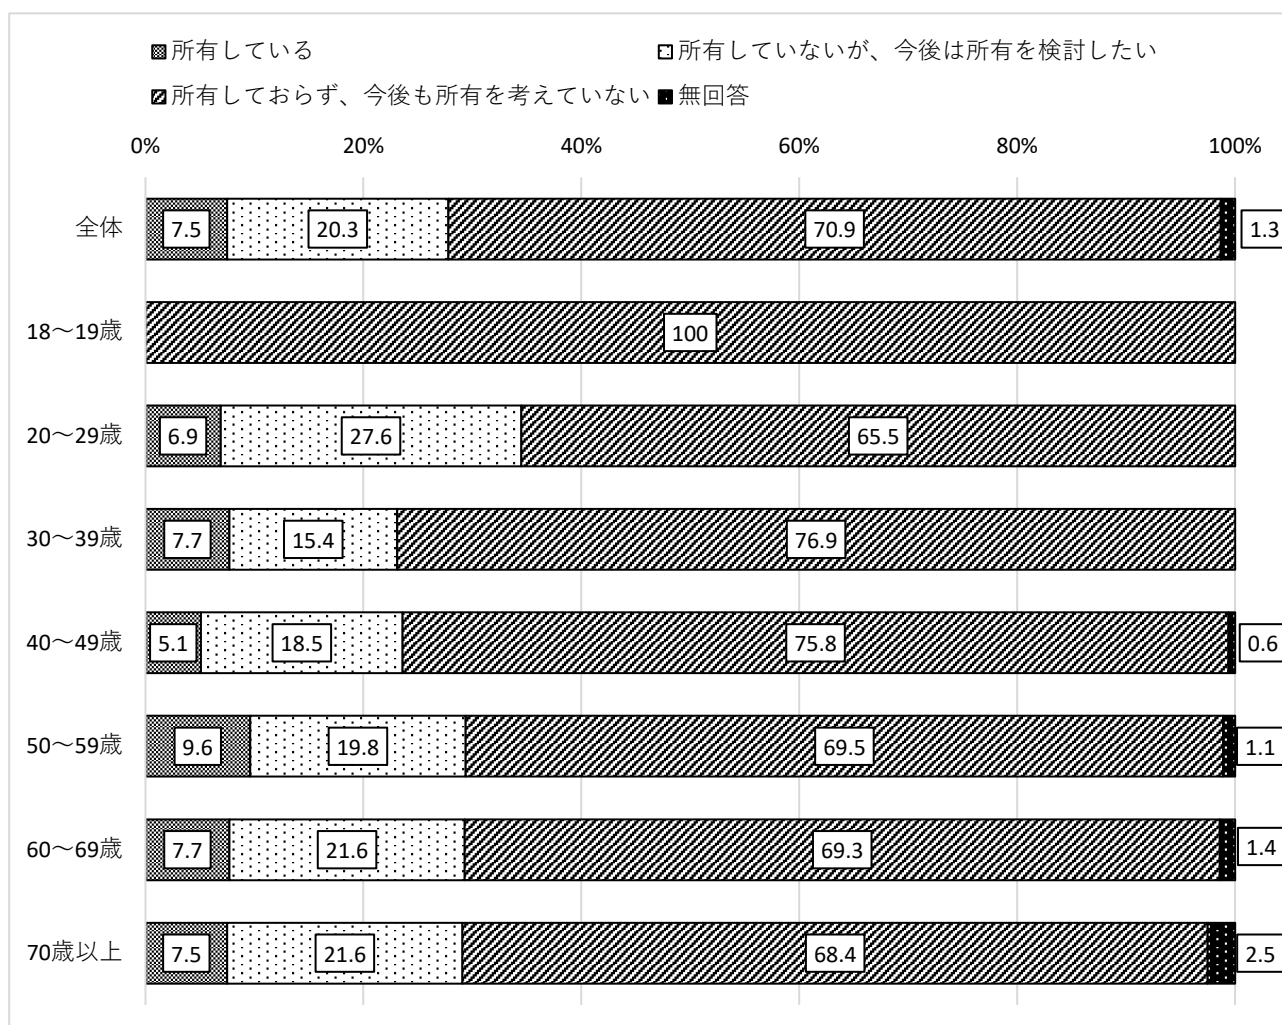 所有している 所有していないが、今後は所有を検討したい
所有しておらず、今後も所有を考えていない 無回答
0% 20% 40% 60% 80% 100%
全体 7.5 20.3 70.9 1.3
18～19歳 100
20～29歳 6.9 27.6 65.5
30～39歳 7.7 15.4 76.9
40～49歳 5.1 18.5 75.8 0.6
50～59歳 9.6 19.8 69.5 1.1
60～69歳 7.7 21.6 69.3 1.4
70歳以上 7.5 21.6 68.4 2.5